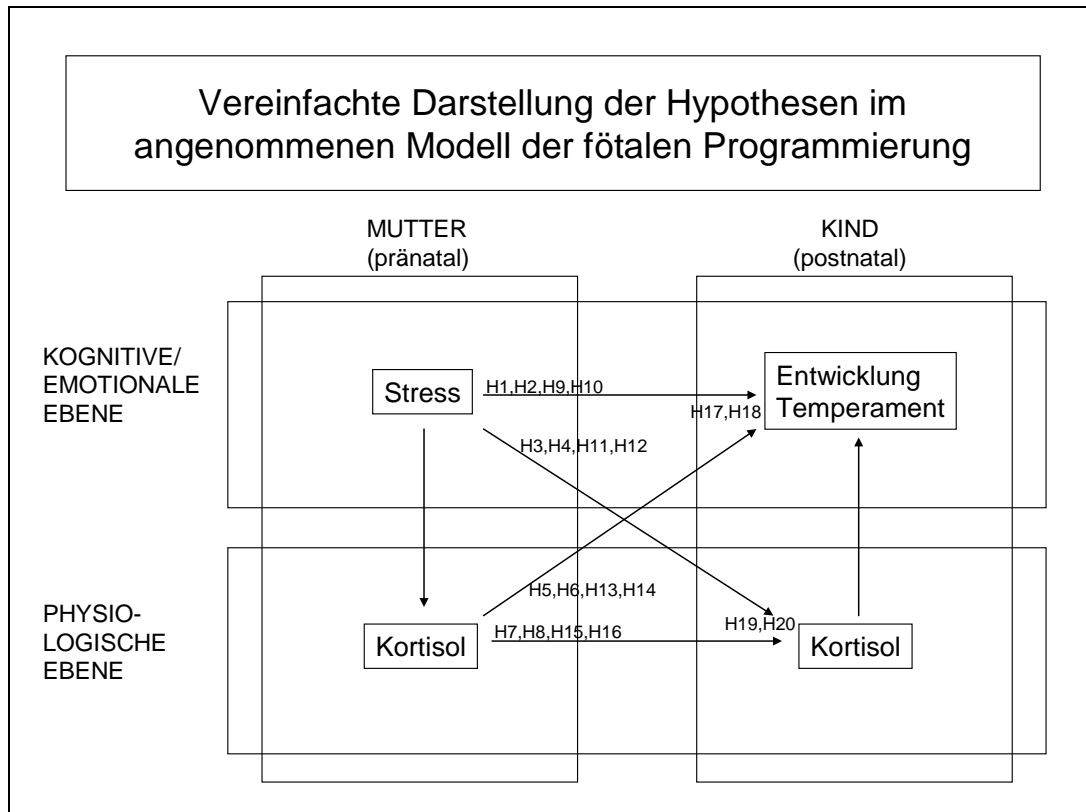 Vereinfachte Darstellung der Hypothesen im
angenommenen Modell der fötalen Programmierung
MUTTER
(pränatal)
KIND
(postnatal)
KOGNITIVE/
EMOTIONALE
EBENE
Stress
H1,H2,H9,H10
Entwicklung
Temperament
H17,H18
H3,H4,H11,H12
PHYSIO-
LOGISCHE
EBENE
H5,H6,H13,H14
Kortisol
H7,H8,H15,H16
H19,H20
Kortisol